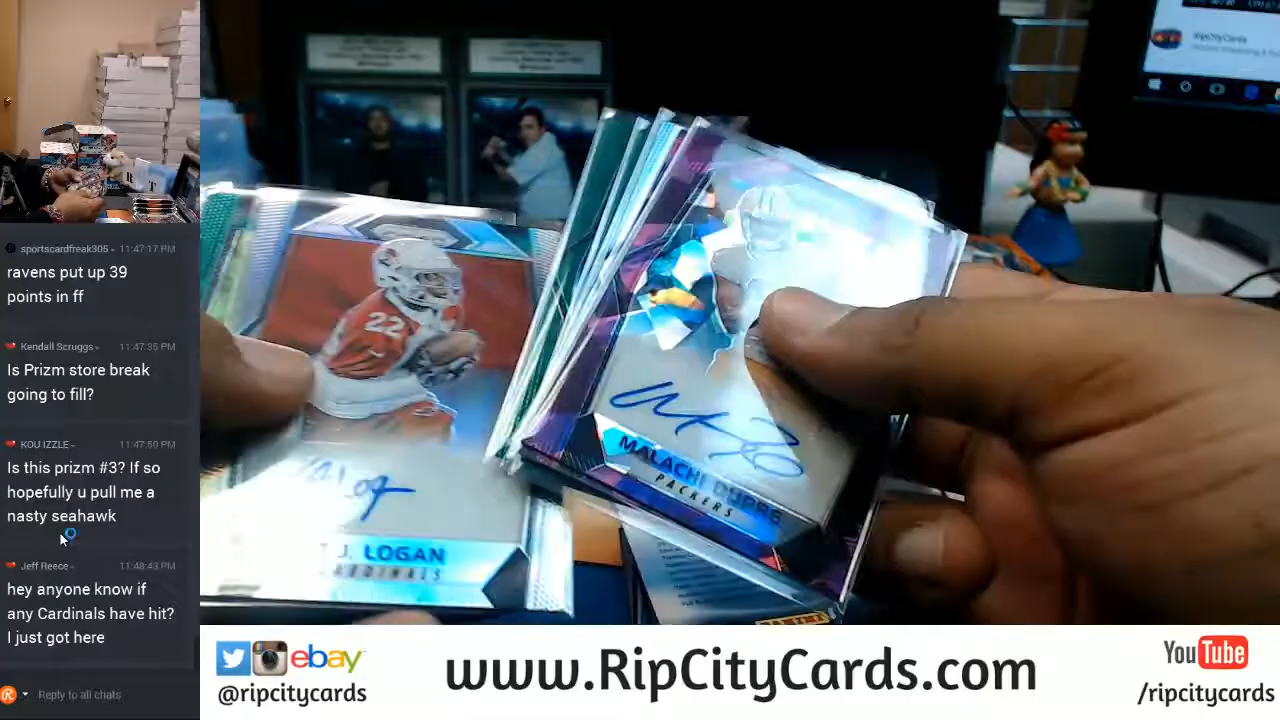 RipCityCards
sportscardfreak305 11:47:17 PM
ravens put up 39
points in ff
Kendall Scruggs 11:47:35 PM
Is Prizm store break
going to fill?
KOU IZZLE 11:47:50 PM
Is this prizm #3? If so
hopefully u pull me a
nasty seahawk
Jeff Reece 11:48:43 PM
hey anyone know if
any Cardinals have hit?
I just got here
Reply to all chats
22
J. LOGAN
CARDINALS
MALACHI DUPRE
PACKERS
PANINI
ebay
@ripcitycards
www.RipCityCards.com
YouTube
/ripcitycards